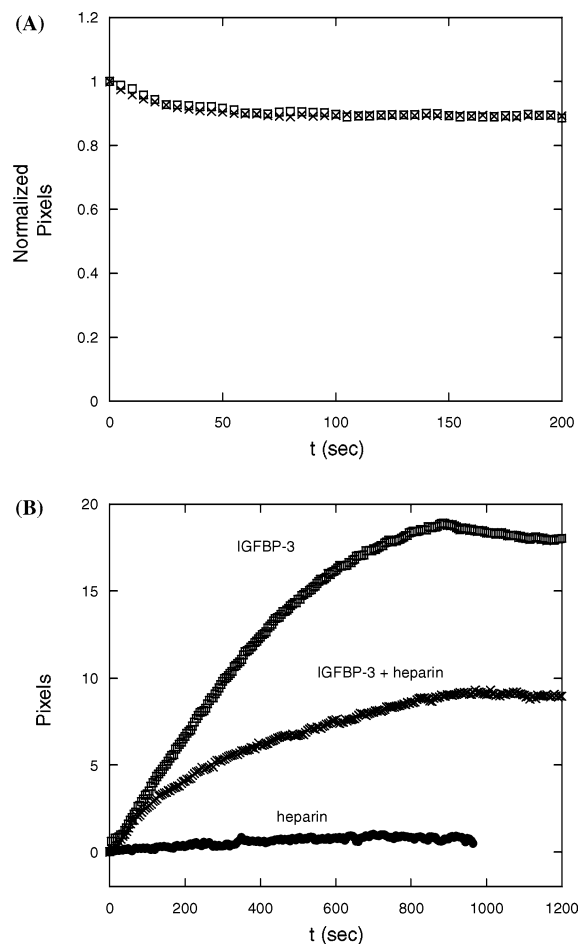 (A)
1.2
1
0.8
0.6
0.4
0.2
0
Normalized
Pixels
0
50
100
150
200
t (sec)
(B)
20
15
10
5
0
Pixels
IGFBP-3
IGFBP-3 + heparin
heparin
0
200
400
600
800
1000
1200
t (sec)